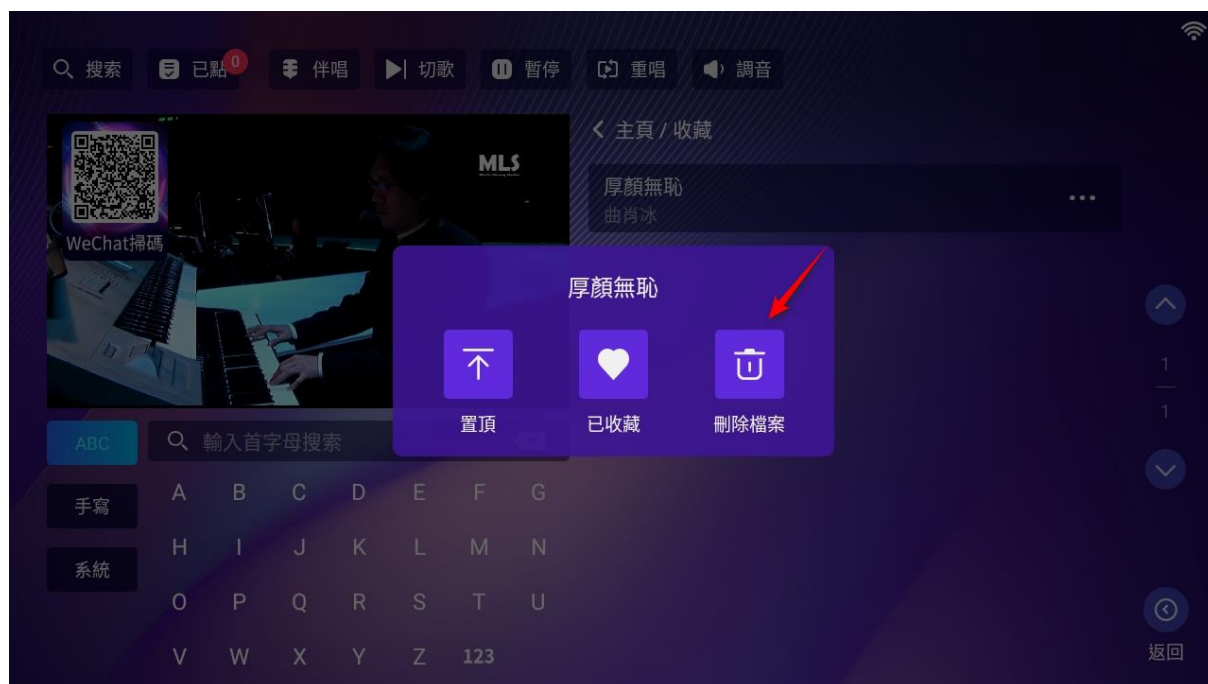 搜索
已點
0
伴唱
切歌
暫停
重唱
調音
主頁 / 收藏
MLS
厚顏無恥
曲肖冰
WeChat掃碼
厚顏無恥
置頂
已收藏
刪除檔案
1
1
ABC
輸入首字母搜索
手寫
系統
A B C D E F G
H I J K L M N
O P Q R S T U
V W X Y Z 123
返回